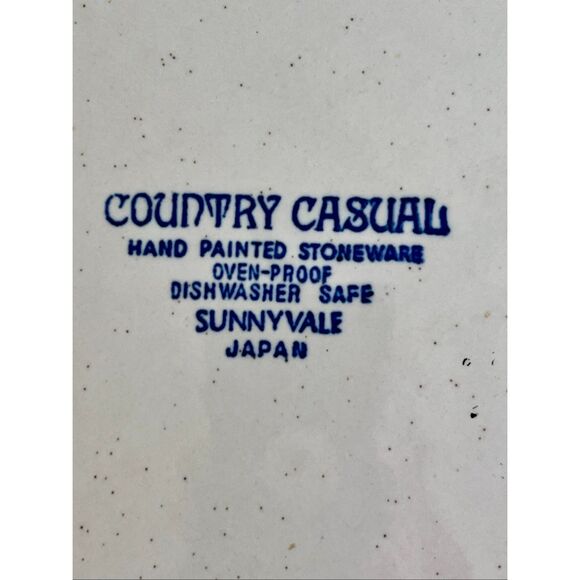 COUNTRY CASUAL
HAND PAINTED STONEWARE
OVEN-PROOF
DISHWASHER SAFE
SUNNYVALE
JAPAN